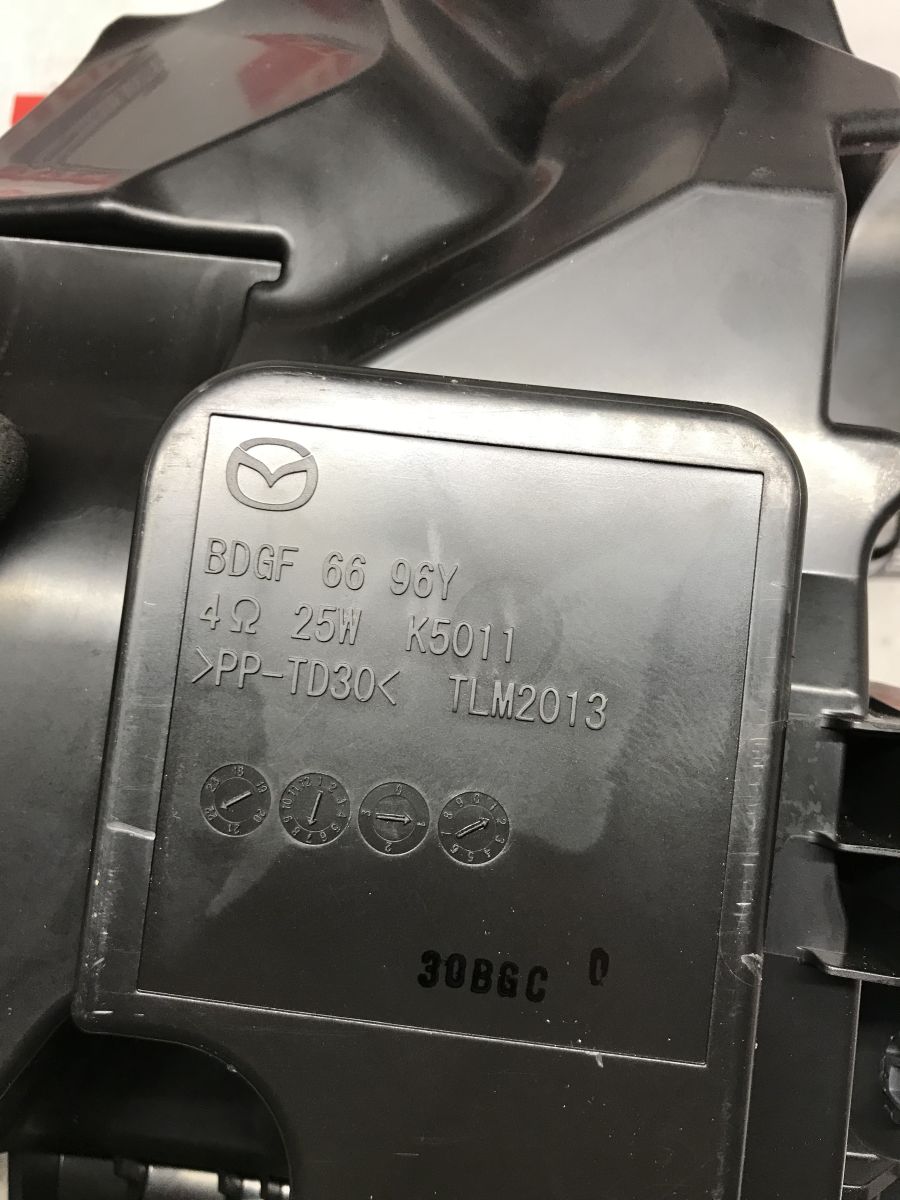 BDGF 66 96Y
4Ω 25W K5011
>PP-TD30< TLM2013
30BGC 0